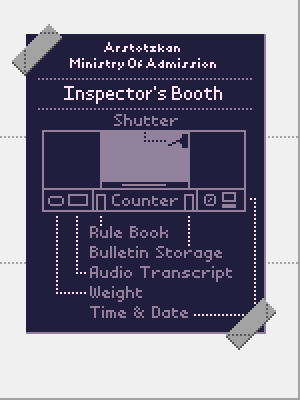 Arstotzkan
Ministry Of Admission
Inspector's Booth
Shutter
Counter
Rule Book
Bulletin Storage
Audio Transcript
Weight
Time & Date